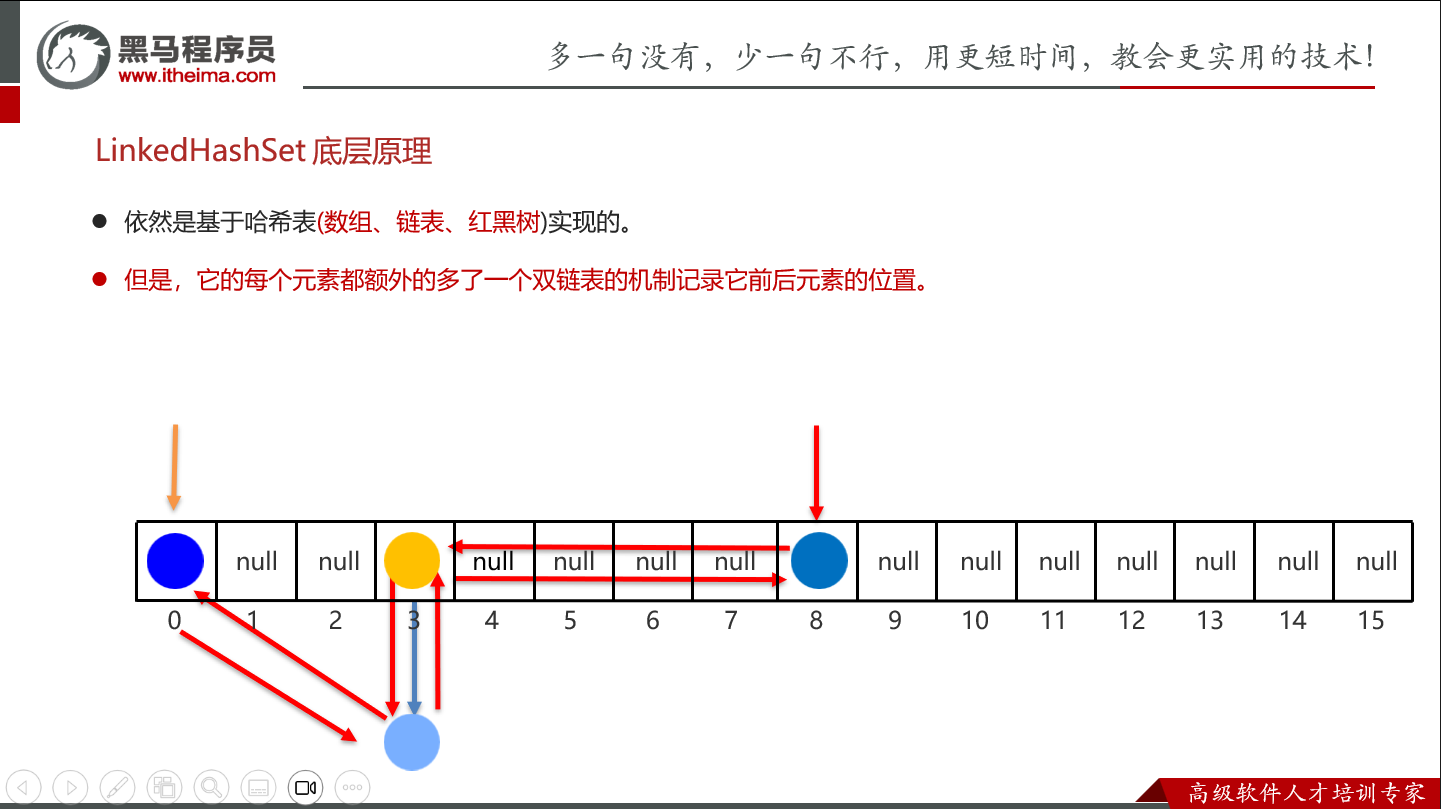 黑马程序员
www.itheima.com
多一句没有，少一句不行，用更短时间，教会更实用的技术！
LinkedHashSet 底层原理
依然是基于哈希表(数组、链表、红黑树)实现的。
但是，它的每个元素都额外的多了一个双链表的机制记录它前后元素的位置。
null null null null null null null null null null null null null
0 1 2 3 4 5 6 7 8 9 10 11 12 13 14 15
高级软件人才培训专家